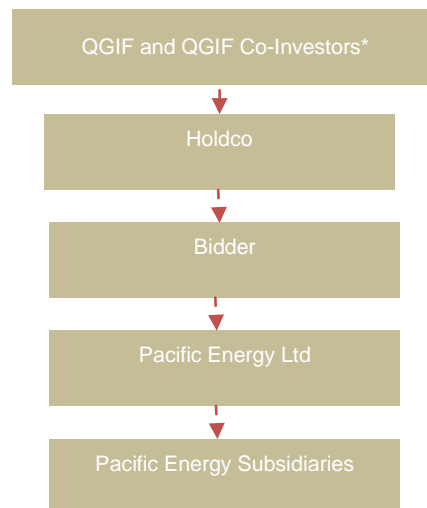 QGIF and QGIF Co-Investors*
Holdco
Bidder
Pacific Energy Ltd
Pacific Energy Subsidiaries